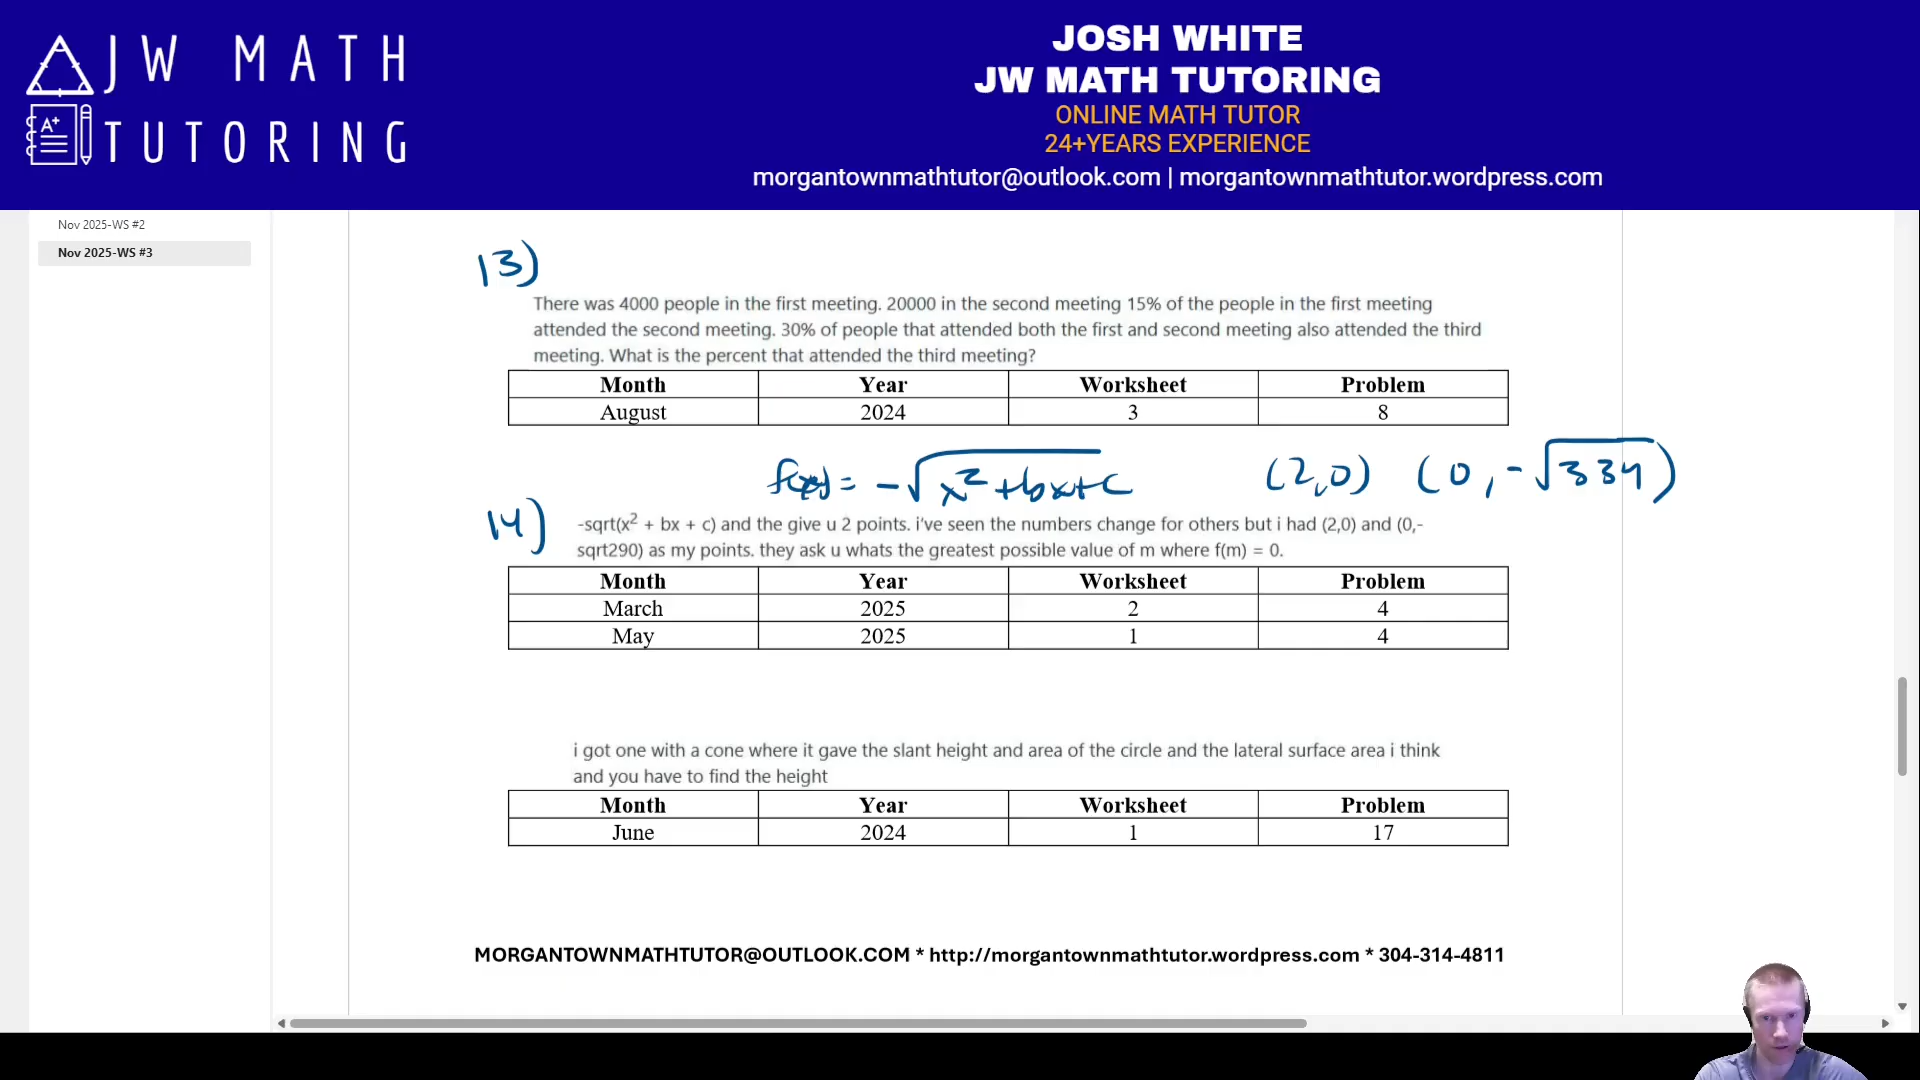 JW MATH
TUTORING
A+
JOSH WHITE
JW MATH TUTORING
ONLINE MATH TUTOR
24+YEARS EXPERIENCE
morgantownmathtutor@outlook.com | morgantownmathtutor.wordpress.com
Nov 2025-WS #2
Nov 2025-WS #3
13)
There was 4000 people in the first meeting. 20000 in the second meeting 15% of the people in the first meeting
attended the second meeting. 30% of people that attended both the first and second meeting also attended the third
meeting. What is the percent that attended the third meeting?
Month Year Worksheet Problem
August 2024 3 8
f(x) = -√x²+bx+c (2,0) (0,-√334)
14)
-sqrt(x² + bx + c) and the give u 2 points. i've seen the numbers change for others but i had (2,0) and (0,-
sqrt290) as my points. they ask u whats the greatest possible value of m where f(m) = 0.
Month Year Worksheet Problem
March 2025 2 4
May 2025 1 4
i got one with a cone where it gave the slant height and area of the circle and the lateral surface area i think
and you have to find the height
Month Year Worksheet Problem
June 2024 1 17
MORGANTOWNMATHTUTOR@OUTLOOK.COM * http://morgantownmathtutor.wordpress.com * 304-314-4811